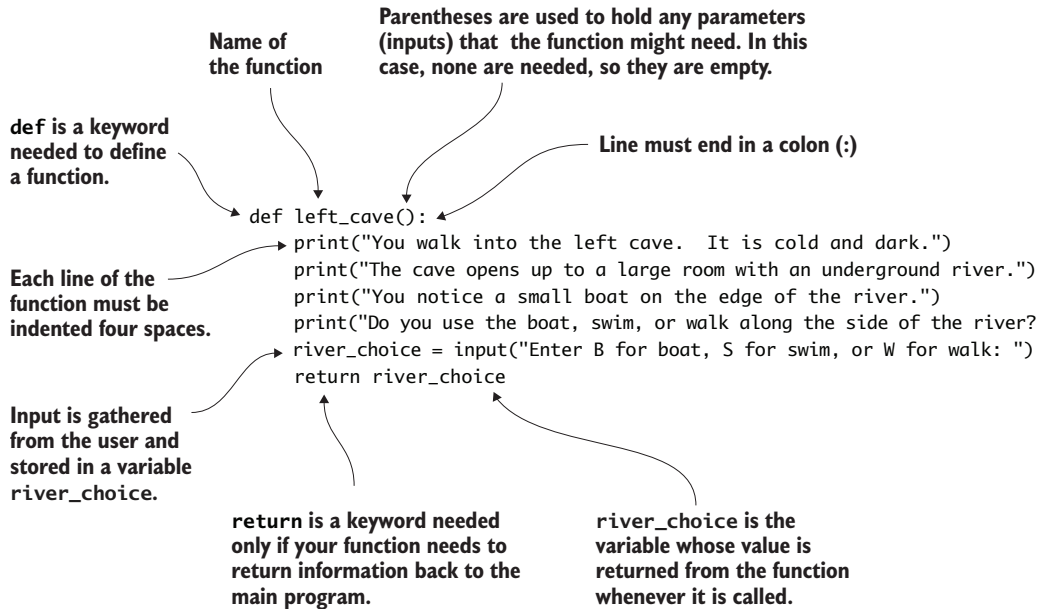 Parentheses are used to hold any parameters
(inputs) that the function might need. In this
case, none are needed, so they are empty.
Name of
the function
def is a keyword
needed to define
a function.
Line must end in a colon (:)
def left_cave():
print("You walk into the left cave.  It is cold and dark.")
print("The cave opens up to a large room with an underground river.")
print("You notice a small boat on the edge of the river.")
print("Do you use the boat, swim, or walk along the side of the river?
river_choice = input("Enter B for boat, S for swim, or W for walk: ")
return river_choice
Each line of the
function must be
indented four spaces.
Input is gathered
from the user and
stored in a variable
river_choice.
return is a keyword needed
only if your function needs to
return information back to the
main program.
river_choice is the
variable whose value is
returned from the function
whenever it is called.